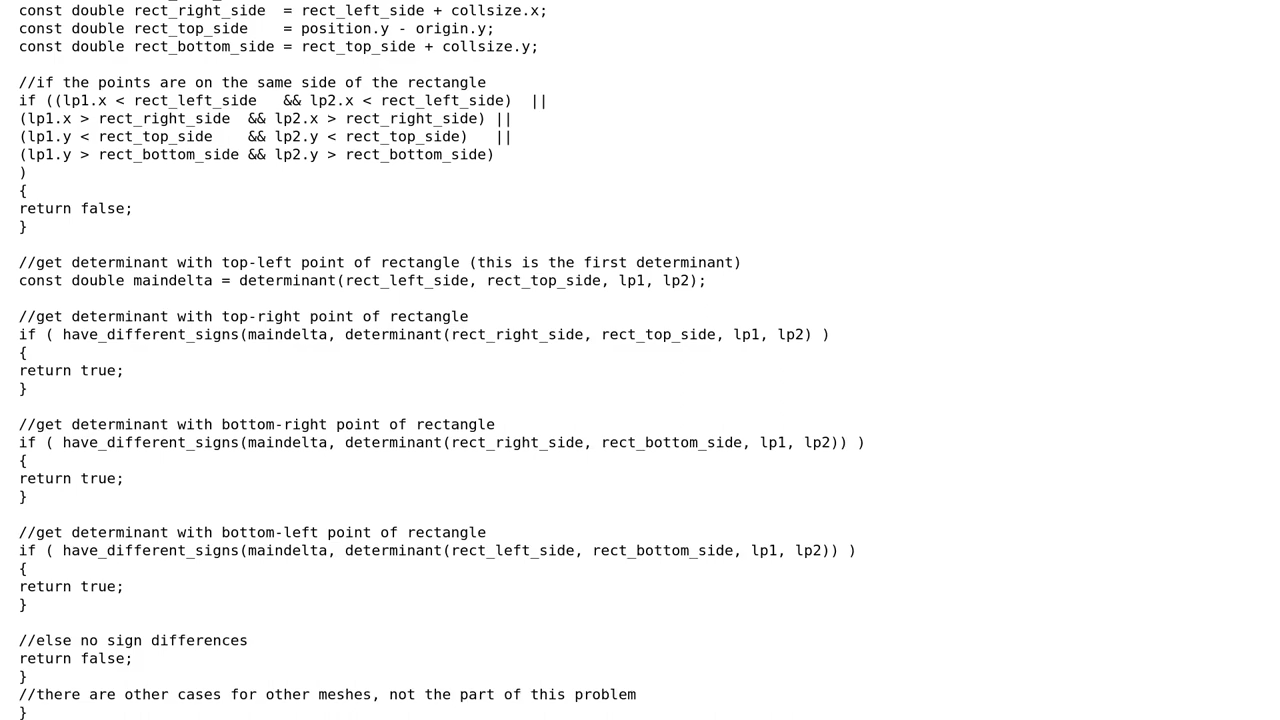 const double rect_right_side  = rect_left_side + collsize.x;
const double rect_top_side    = position.y - origin.y;
const double rect_bottom_side = rect_top_side + collsize.y;

//if the points are on the same side of the rectangle
if ((lp1.x < rect_left_side   && lp2.x < rect_left_side)  ||
(lp1.x > rect_right_side  && lp2.x > rect_right_side) ||
(lp1.y < rect_top_side    && lp2.y < rect_top_side)   ||
(lp1.y > rect_bottom_side && lp2.y > rect_bottom_side)
)
{
return false;
}

//get determinant with top-left point of rectangle (this is the first determinant)
const double maindelta = determinant(rect_left_side, rect_top_side, lp1, lp2);

//get determinant with top-right point of rectangle
if ( have_different_signs(maindelta, determinant(rect_right_side, rect_top_side, lp1, lp2) )
{
return true;
}

//get determinant with bottom-right point of rectangle
if ( have_different_signs(maindelta, determinant(rect_right_side, rect_bottom_side, lp1, lp2)) )
{
return true;
}

//get determinant with bottom-left point of rectangle
if ( have_different_signs(maindelta, determinant(rect_left_side, rect_bottom_side, lp1, lp2)) )
{
return true;
}

//else no sign differences
return false;
}
//there are other cases for other meshes, not the part of this problem
}